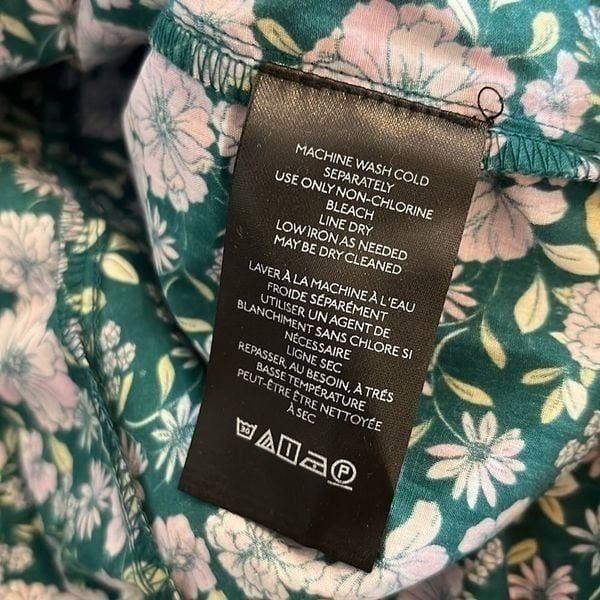 MACHINE WASH COLD
SEPARATELY
USE ONLY NON-CHLORINE
BLEACH
LINE DRY
LOW IRON AS NEEDED
MAY BE DRY CLEANED
LAVER À LA MACHINE À L'EAU
FROIDE SÉPARÉMENT
UTILISER UN AGENT DE
BLANCHIMENT SANS CHLORE SI
NÉCESSAIRE
LIGNE SEC
REPASSER, AU BESOIN, À TRÉS
BASSE TEMPÉRATURE
PEUT-ÊTRE ÊTRE NETTOYÉE
À SEC
30
P